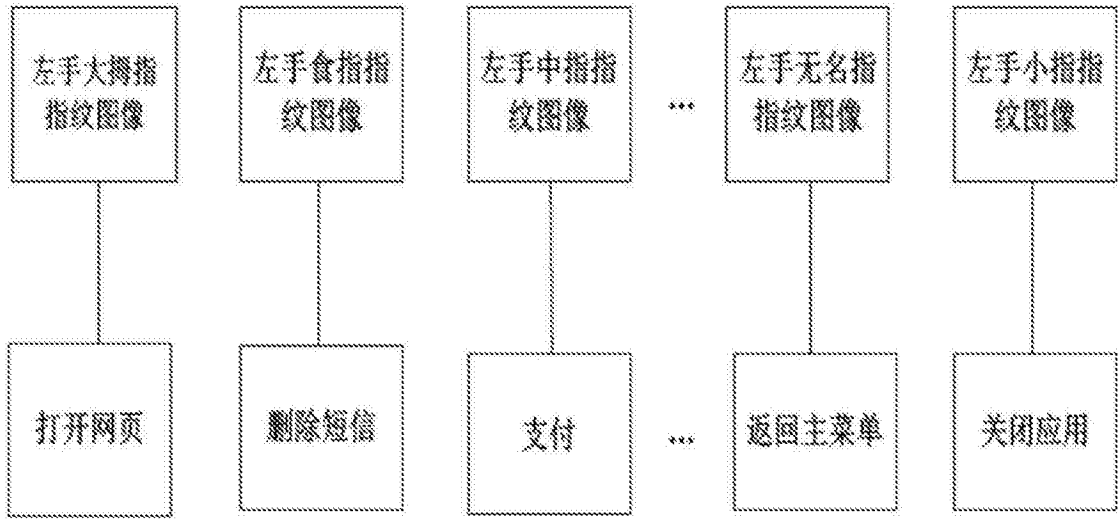 左手大拇指
指纹图像
左手食指指
纹图像
左手中指指
纹图像
...
左手无名指
指纹图像
左手小指指
纹图像
打开网页
删除短信
支付
...
返回主菜单
关闭应用